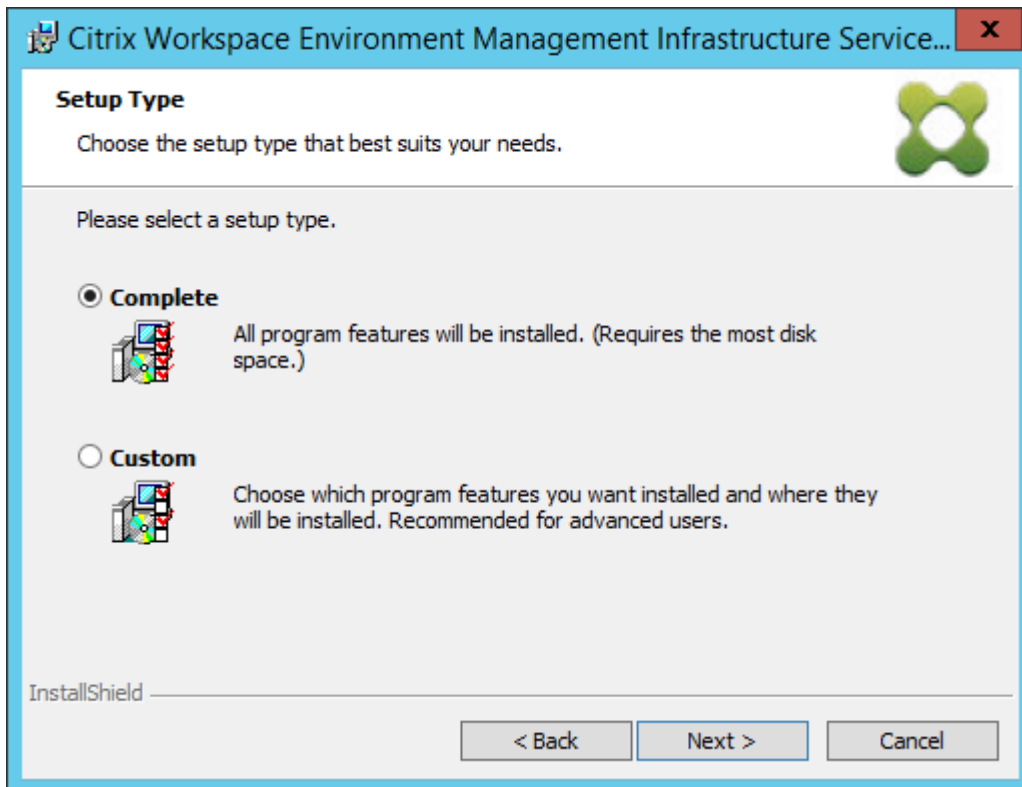 Citrix Workspace Environment Management Infrastructure Service...
x
Setup Type
Choose the setup type that best suits your needs.
Please select a setup type.
Complete
All program features will be installed. (Requires the most disk
space.)
Custom
Choose which program features you want installed and where they
will be installed. Recommended for advanced users.
InstallShield
< Back
Next >
Cancel